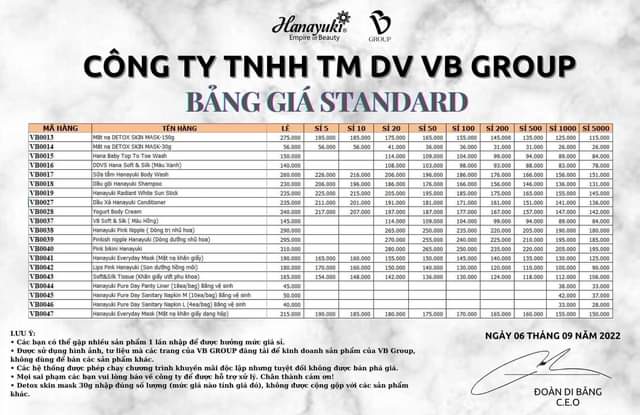 Hanayuki
Empire of Beauty
VB
GROUP
CÔNG TY TNHH TM DV VB GROUP
BẢNG GIÁ STANDARD
MÃ HÀNG TÊN HÀNG LẺ SỈ 5 SỈ 10 SỈ 20 SỈ 50 SỈ 100 SỈ 200 SỈ 500 SỈ 1000 SỈ 5000
VB0013 Mặt nạ DETOX SKIN MASK-150g 275.000 195.000 185.000 175.000 165.000 155.000 145.000 135.000 125.000 115.000
VB0014 Mặt nạ DETOX SKIN MASK-30g 56.000 56.000 56.000 41.000 36.000 36.000 31.000 31.000 26.000 26.000
VB0015 Hana Baby Top To Toe Wash 150.000 114.000 109.000 104.000 99.000 94.000 89.000 84.000
VB0016 DDVS Hana Soft & Silk (Màu Xanh) 140.000 108.000 103.000 98.000 93.000 88.000 83.000 78.000
VB0017 Sữa tắm Hanayuki Body Wash 260.000 226.000 216.000 206.000 196.000 186.000 176.000 166.000 156.000 151.000
VB0018 Dầu gội Hanayuki Shampoo 230.000 206.000 196.000 186.000 176.000 166.000 156.000 146.000 136.000 131.000
VB0019 Hanayuki Radiant White Sun Stick 235.000 225.000 215.000 205.000 195.000 185.000 175.000 165.000 155.000 145.000
VB0027 Dầu Xả Hanayuki Conditioner 235.000 211.000 201.000 191.000 181.000 171.000 161.000 151.000 141.000 136.000
VB0028 Yogurt Body Cream 340.000 217.000 207.000 197.000 187.000 177.000 167.000 157.000 147.000 142.000
VB0037 VB Soft & Silk ( Màu Hồng) 145.000 114.000 109.000 104.000 99.000 94.000 89.000 84.000
VB0038 Hanayuki Pink Nipple ( Dòng trị nhũ hoa) 290.000 265.000 250.000 235.000 220.000 205.000 190.000 175.000
VB0039 Pinkish nipple Hanayuki (Dòng dưỡng nhũ hoa) 295.000 270.000 255.000 240.000 225.000 210.000 195.000 185.000
VB0040 Pink bikini Hanayuki 310.000 280.000 265.000 250.000 235.000 220.000 205.000 195.000
VB0041 Hanayuki Everyday Mask (Mặt nạ khăn giấy) 180.000 165.000 160.000 155.000 150.000 145.000 140.000 135.000 130.000 125.000
VB0042 Lips Pink Hanayuki (Son dưỡng hồng môi) 180.000 170.000 160.000 150.000 140.000 130.000 120.000 110.000 100.000 90.000
VB0043 Soft&Silk Tissue (Khăn giấy ướt phụ khoa) 165.000 154.000 148.000 142.000 136.000 130.000 124.000 118.000 112.000 106.000
VB0044 Hanayuki Pure Day Panty Liner (18ea/bag) Băng vệ sinh 45.000 38.000 33.000
VB0045 Hanayuki Pure Day Sanitary Napkin M (10ea/bag) Băng vệ sinh 50.000 42.000 37.000
VB0046 Hanayuki Pure Day Sanitary Napkin L (4ea/bag) Băng vệ 40.000 33.000 28.000
VB0047 Hanayuki Everyday Mask (Mặt nạ khăn giấy dạng hộp) 215.000 190.000 185.000 180.000 175.000 170.000 165.000 160.000 155.000 150.000
LƯU Ý:
• Các bạn có thể gộp nhiều sản phẩm 1 lần nhập để được hưởng mức giá sỉ.
• Được sử dụng hình ảnh, tư liệu mà các trang của VB GROUP đăng tải để kinh doanh sản phẩm của VB Group,
không dùng để bán các sản phẩm khác.
• Các hệ thống được phép chạy chương trình khuyến mãi độc lập nhưng tuyệt đối không được bán phá giá.
• Mọi sai phạm các bạn vui lòng báo về công ty để được hỗ trợ xử lý. Chân thành cảm ơn!
• Detox skin mask 30g nhập đúng số lượng (mức giá nào tính giá đó), không được cộng gộp với các sản phẩm
khác.
NGÀY 06 THÁNG 09 NĂM 2022
ĐOÀN DI BĂNG
C.E.O